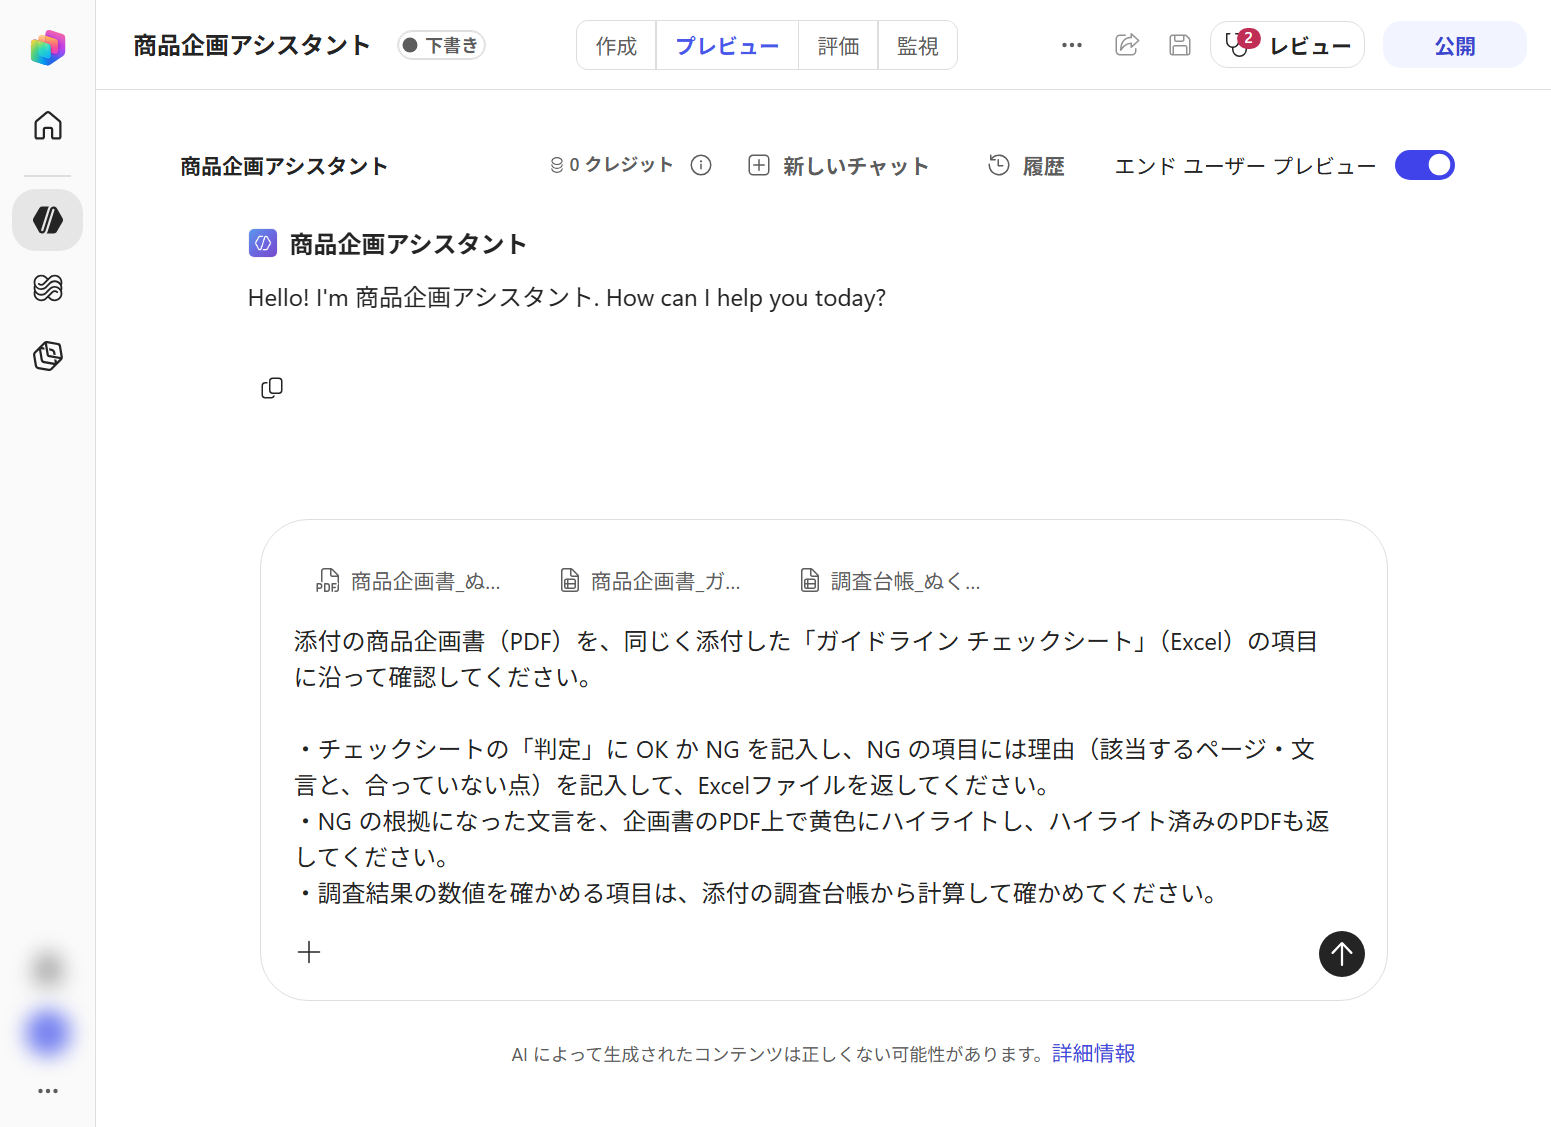 商品企画アシスタント
下書き
作成
プレビュー
評価
監視
2
レビュー
公開
商品企画アシスタント
0 クレジット
新しいチャット
履歴
エンド ユーザー プレビュー
商品企画アシスタント
Hello! I'm 商品企画アシスタント. How can I help you today?
PDF 商品企画書_ぬ...
商品企画書_ガ...
調査台帳_ぬく...
添付の商品企画書（PDF）を、同じく添付した「ガイドライン チェックシート」（Excel）の項目
に沿って確認してください。
・チェックシートの「判定」に OK か NG を記入し、NG の項目には理由（該当するページ・文
言と、合っていない点）を記入して、Excelファイルを返してください。
・NG の根拠になった文言を、企画書のPDF上で黄色にハイライトし、ハイライト済みのPDFも返
してください。
・調査結果の数値を確かめる項目は、添付の調査台帳から計算して確かめてください。
AI によって生成されたコンテンツは正しくない可能性があります。詳細情報